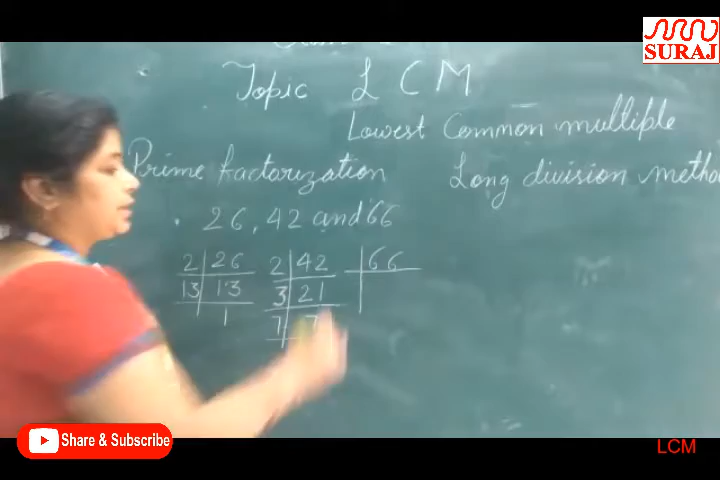 SURAJ
Topic L C M
Lowest Common multiple
Prime factorization
Long division metho
26, 42 and 66
2 26 2 42 66
13 13 3 21
1 7 7
Share & Subscribe
LCM